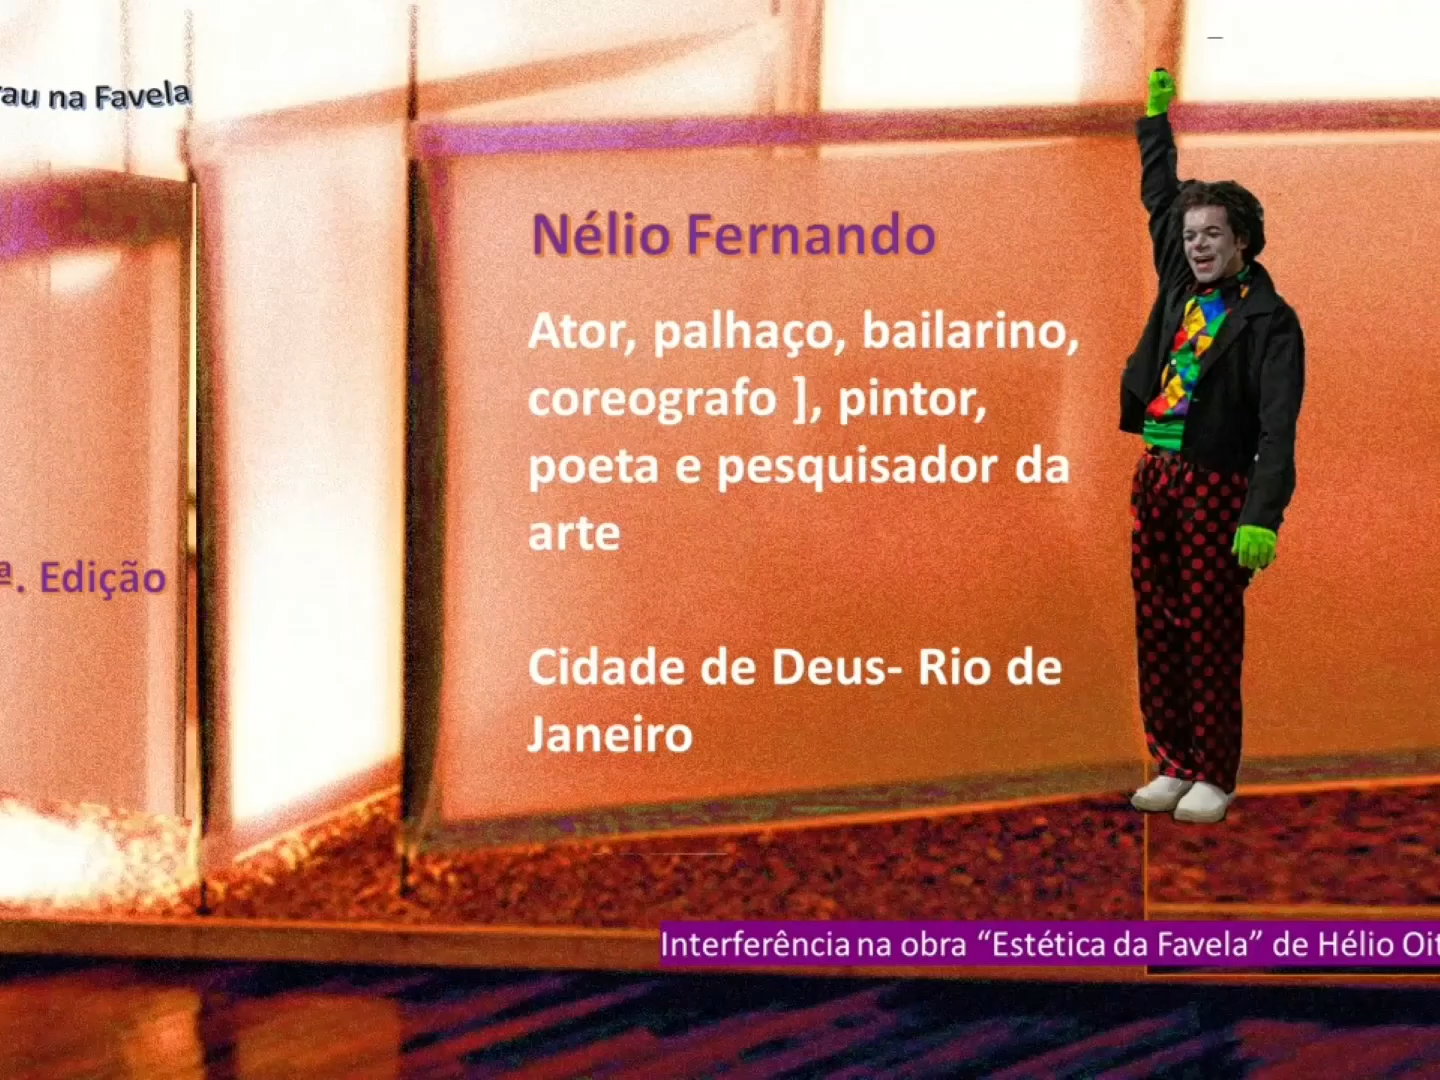 na Favela
ª. Edição
Nélio Fernando
Ator, palhaço, bailarino,
coreografo ], pintor,
poeta e pesquisador da
arte
Cidade de Deus- Rio de
Janeiro
Interferência na obra “Estética da Favela” de Hélio